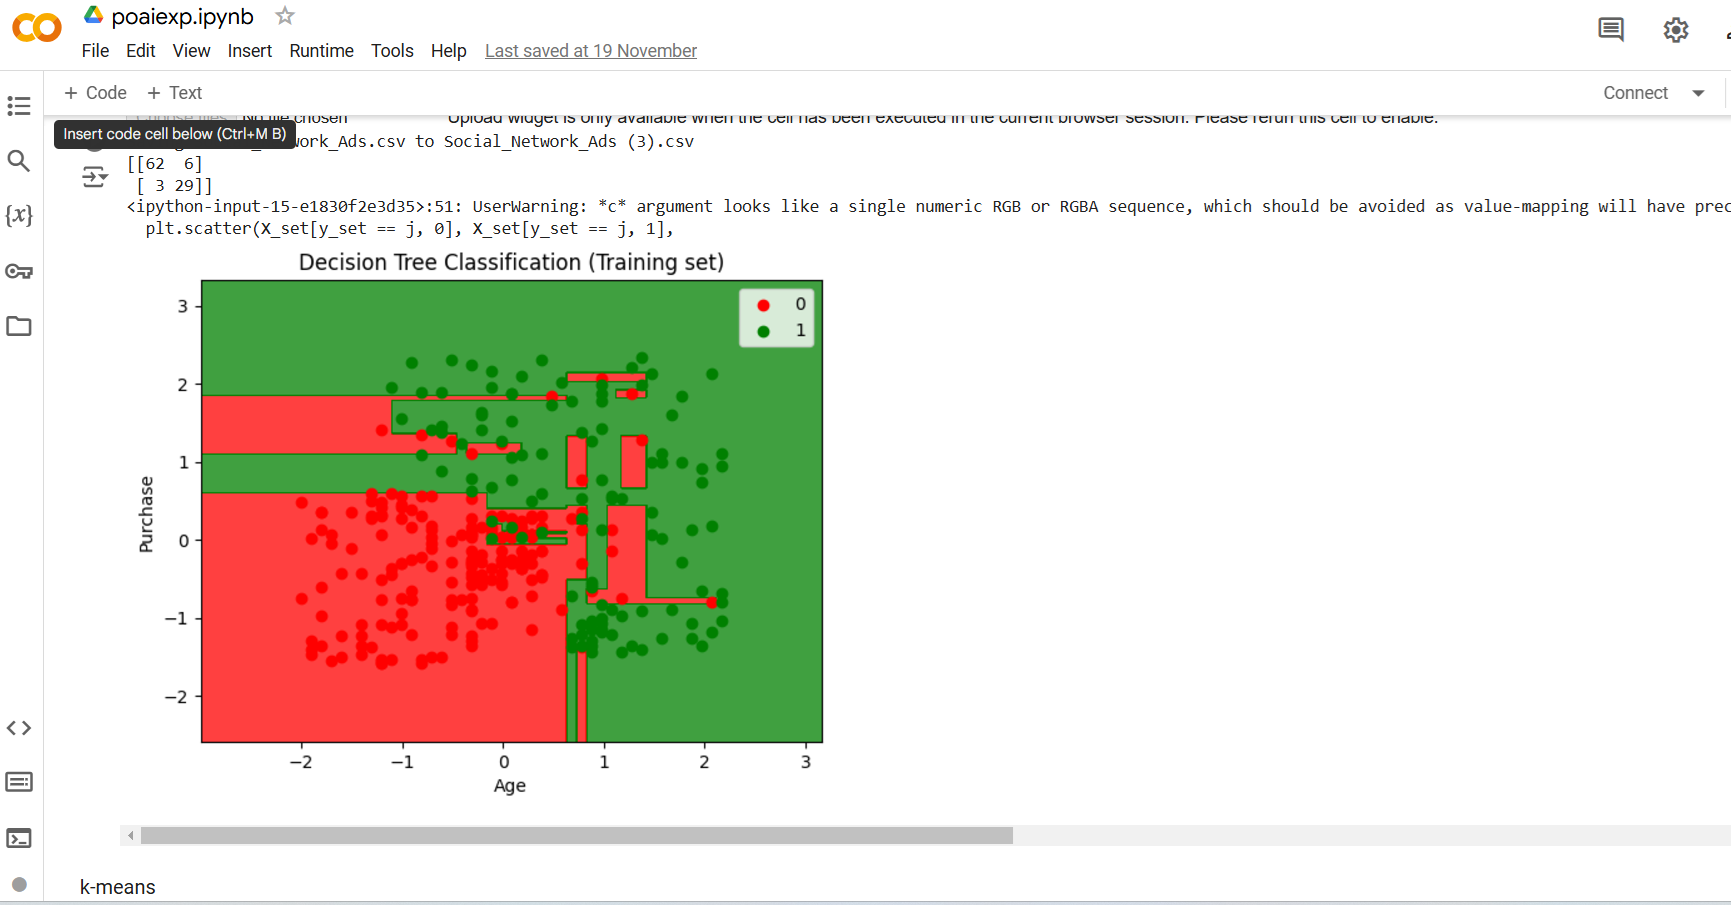 poaiexp.ipynb
File Edit View Insert Runtime Tools Help Last saved at 19 November
+ Code + Text
Connect
No file chosen Upload widget is only available when the cell has been executed in the current browser session. Please rerun this cell to enable.
Insert code cell below (Ctrl+M B)
_Network_Ads.csv to Social_Network_Ads (3).csv
[[62 6]
[ 3 29]]
<ipython-input-15-e1830f2e3d35>:51: UserWarning: *c* argument looks like a single numeric RGB or RGBA sequence, which should be avoided as value-mapping will have prec
plt.scatter(X_set[y_set == j, 0], X_set[y_set == j, 1],
Decision Tree Classification (Training set)
0
1
3
2
1
0
−1
−2
Purchase
−2 −1 0 1 2 3
Age
k-means